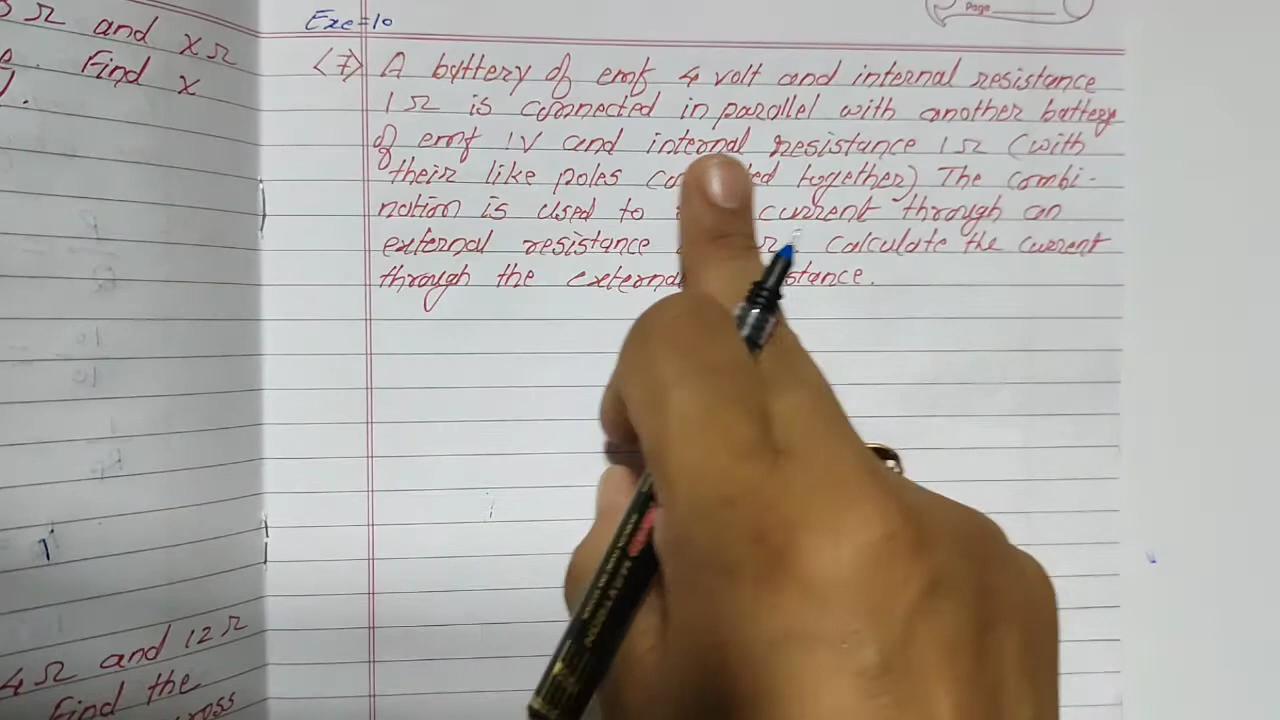 Page
Exe=10
Ω and xΩ
Find x
<7> A battery of emf 4 volt and internal resistance
1Ω is connected in parallel with another battery
of emf 1V and internal resistance 1Ω (with
their like poles together) The combi-
nation is used to current through an
external resistance Calculate the current
through the external
4Ω and 12Ω
Find the